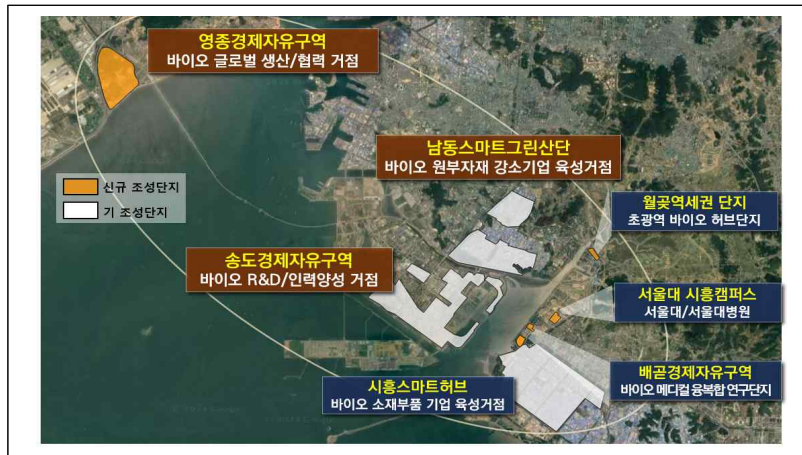 영종경제자유구역
바이오 글로벌 생산/협력 거점
남동스마트그린산단
바이오 원부자재 강소기업 육성거점
신규 조성단지
기 조성단지
월곶역세권 단지
초광역 바이오 허브단지
송도경제자유구역
바이오 R&D/인력양성 거점
서울대 시흥캠퍼스
서울대/서울대병원
시흥스마트허브
바이오 소재부품 기업 육성거점
배곧경제자유구역
바이오 메디컬 융복합 연구단지